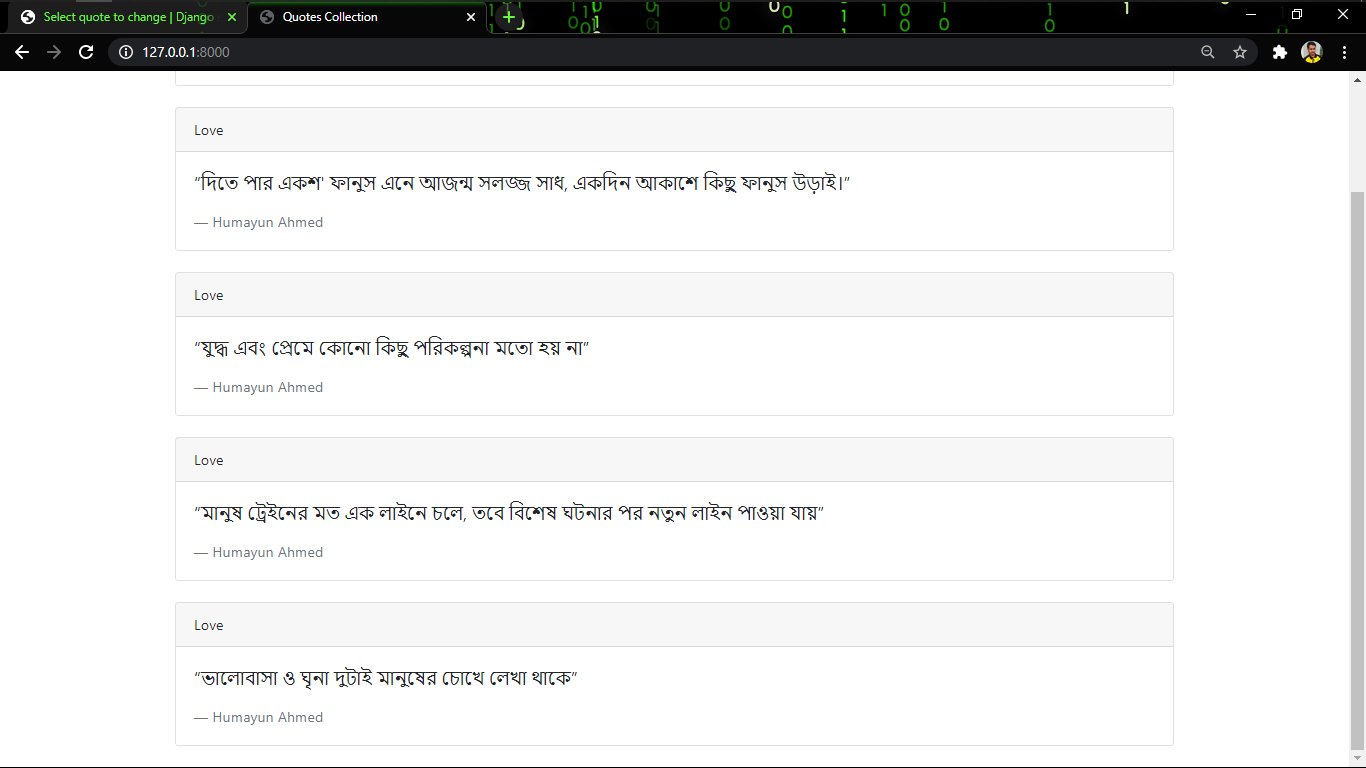 Select quote to change | Django
Quotes Collection
127.0.0.1:8000
Love
“দিতে পার একশ' ফানুস এনে আজন্ম সলজ্জ সাধ, একদিন আকাশে কিছু ফানুস উড়াই।”
— Humayun Ahmed
Love
“যুদ্ধ এবং প্রেমে কোনো কিছু পরিকল্পনা মতো হয় না”
— Humayun Ahmed
Love
“মানুষ ট্রেইনের মত এক লাইনে চলে, তবে বিশেষ ঘটনার পর নতুন লাইন পাওয়া যায়”
— Humayun Ahmed
Love
“ভালোবাসা ও ঘৃনা দুটাই মানুষের চোখে লেখা থাকে”
— Humayun Ahmed